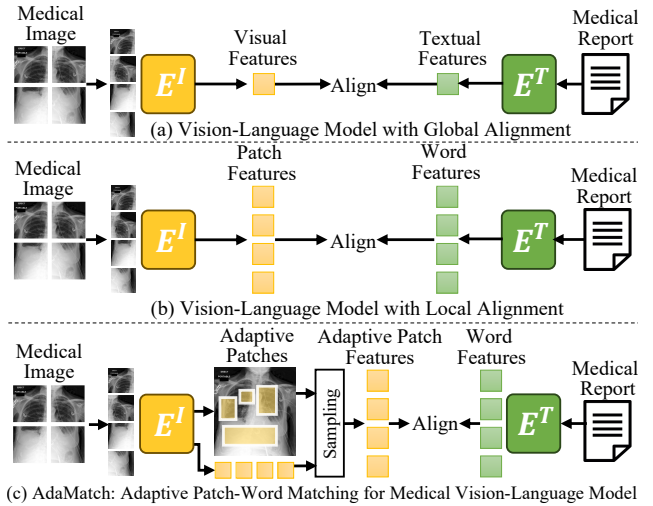 Medical
Image
Visual
Features
Textual
Features
Medical
Report
E^I
Align
E^T
(a) Vision-Language Model with Global Alignment
Medical
Image
Patch
Features
Word
Features
Medical
Report
E^I
Align
E^T
(b) Vision-Language Model with Local Alignment
Medical
Image
Adaptive
Patches
Adaptive Patch
Features
Word
Features
Medical
Report
E^I
Sampling
Align
E^T
(c) AdaMatch: Adaptive Patch-Word Matching for Medical Vision-Language Model